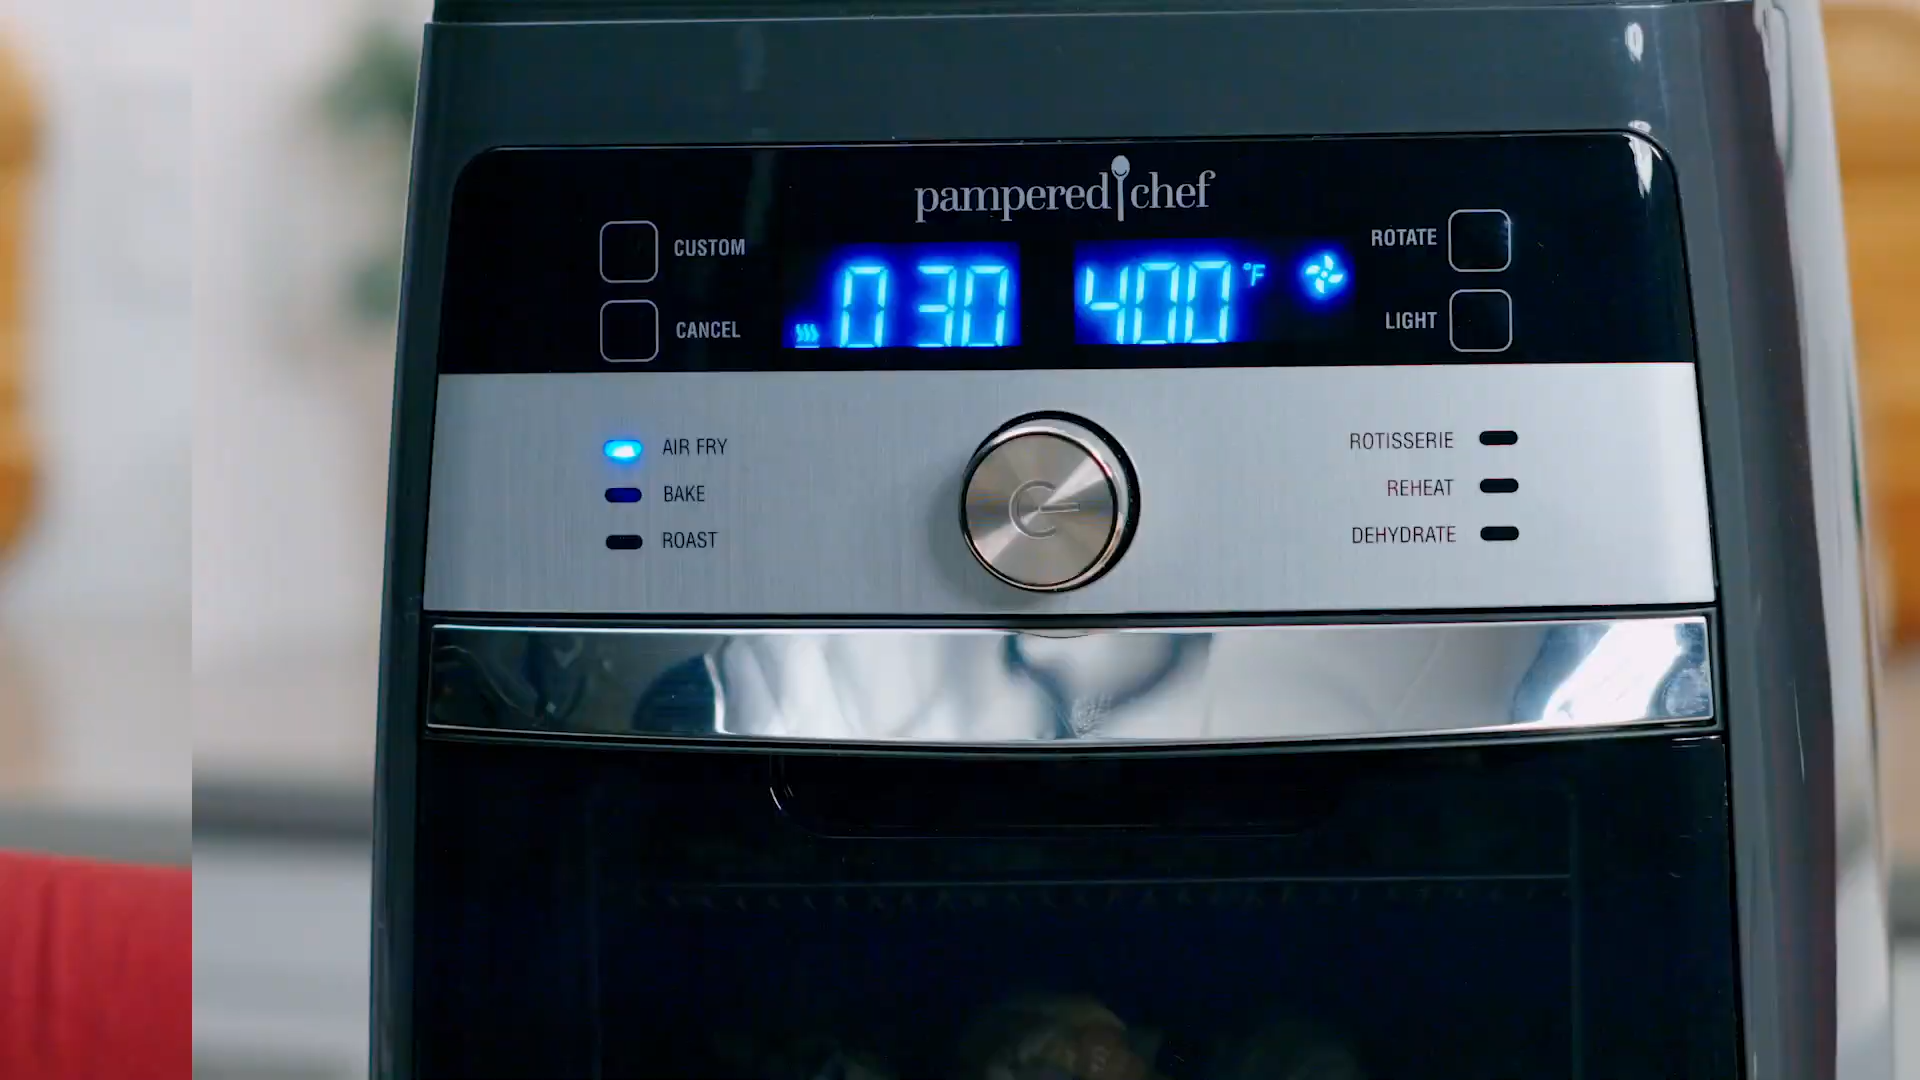 pampered chef
CUSTOM
CANCEL
0 30
400 °F
ROTATE
LIGHT
AIR FRY
BAKE
ROAST
ROTISSERIE
REHEAT
DEHYDRATE